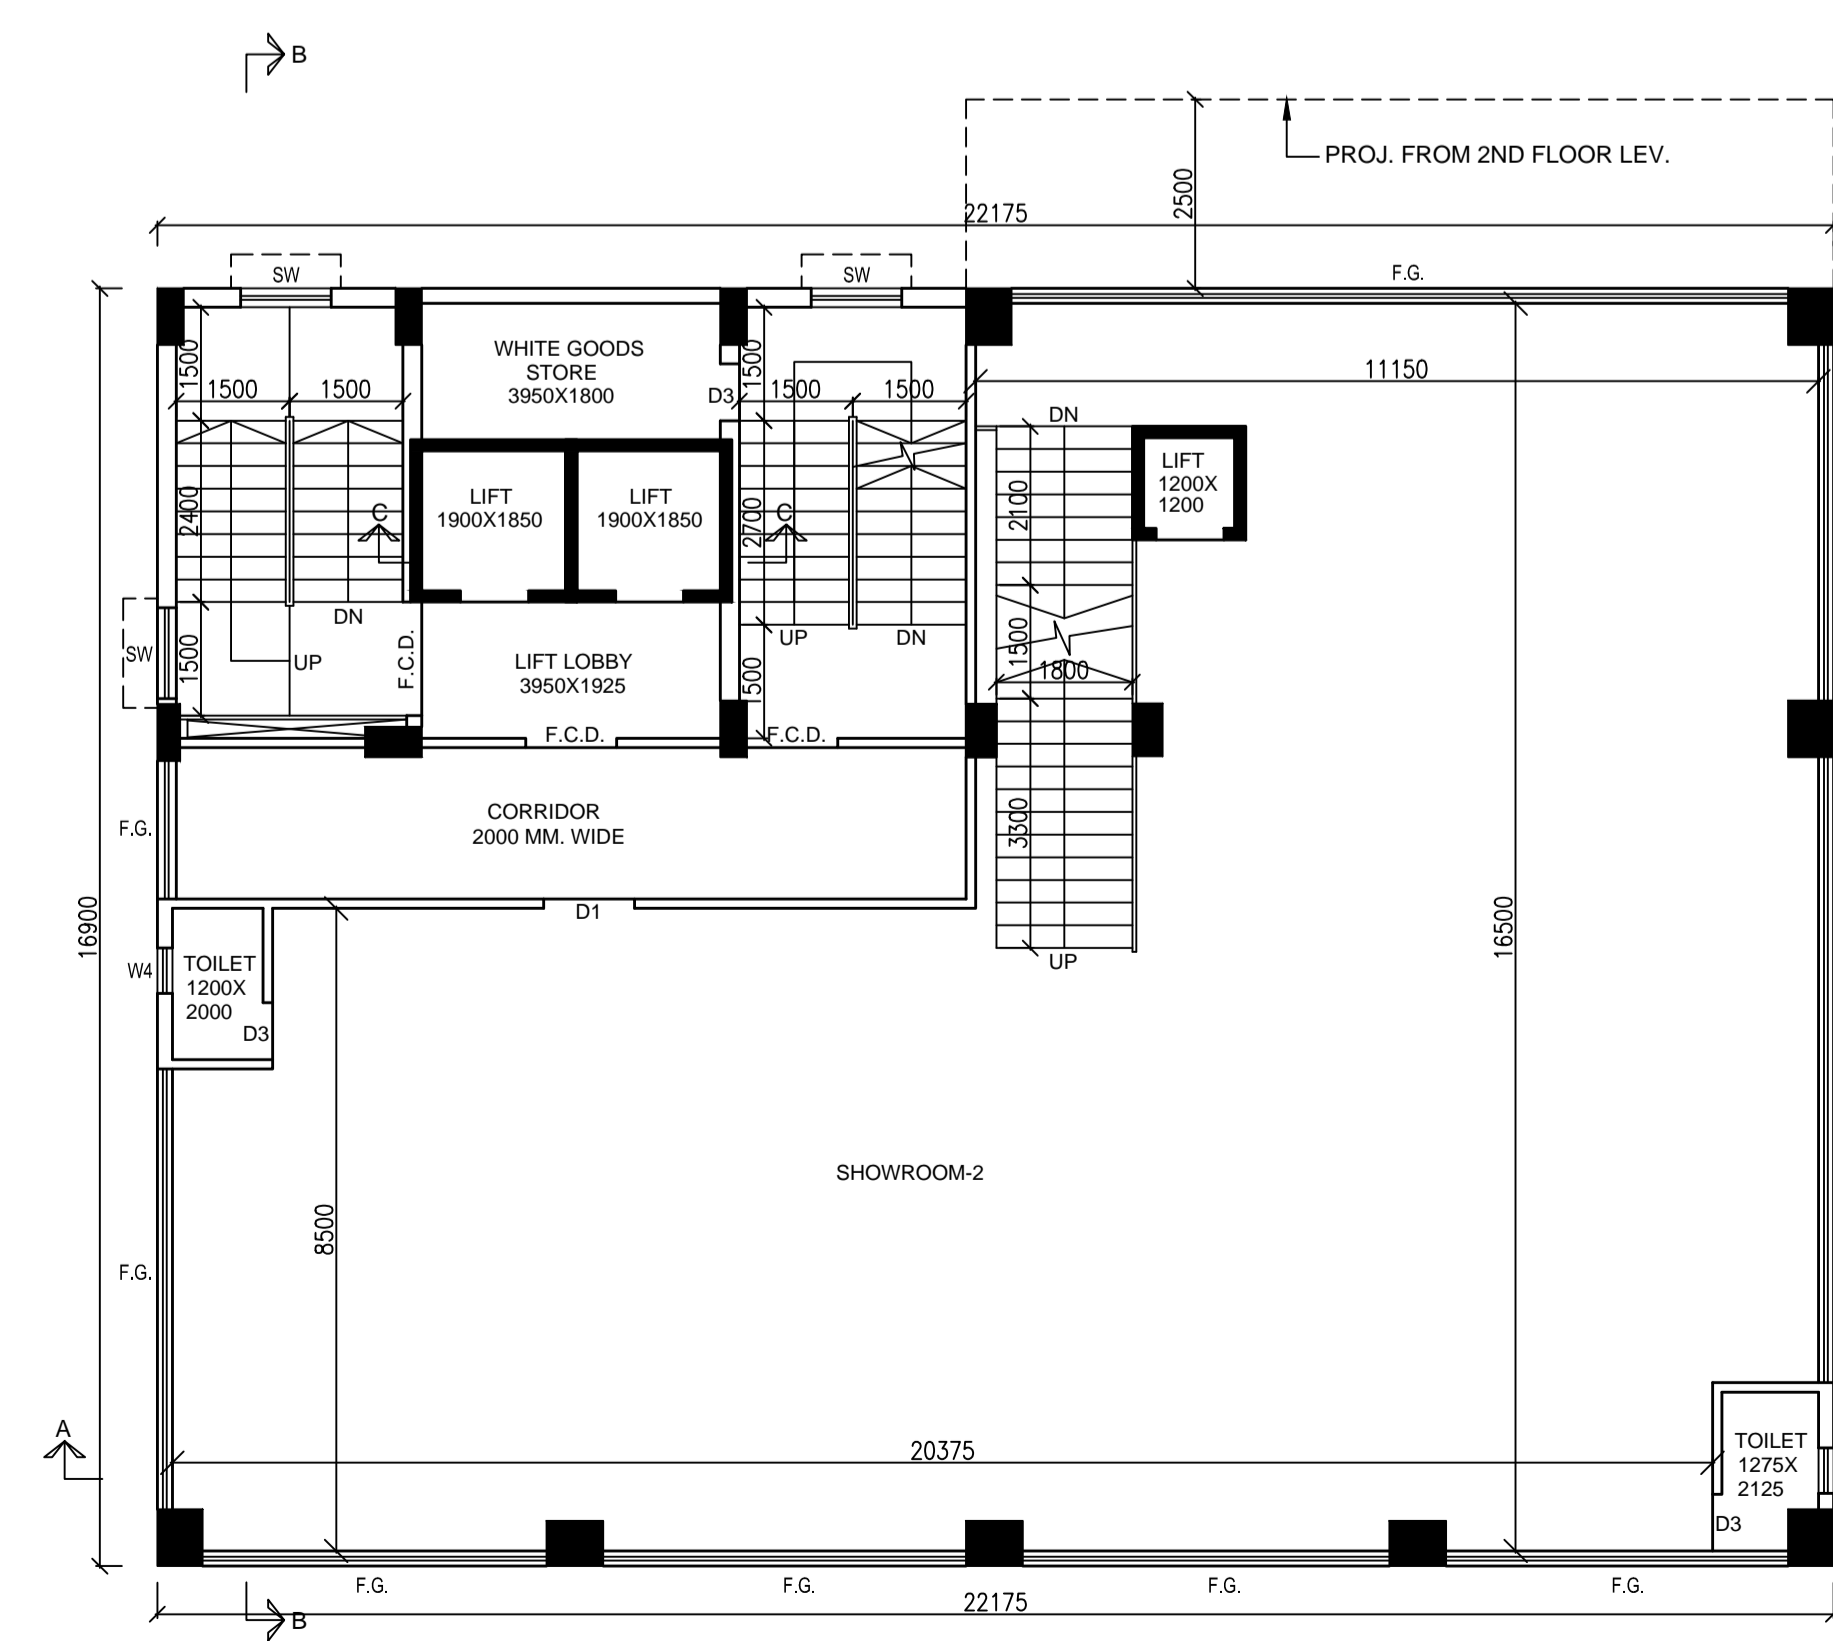 B
PROJ. FROM 2ND FLOOR LEV.
2500
22175
SW
SW
F.G.
1500
WHITE GOODS
STORE
3950X1800
1500
11150
1500
1500
D3
1500
1500
DN
LIFT
1200X
1200
LIFT
1900X1850
LIFT
1900X1850
2400
C
2700
C
2100
DN
UP
DN
SW
1500
UP
F.C.D.
LIFT LOBBY
3950X1925
1500
1500
1800
F.C.D.
F.C.D.
CORRIDOR
2000 MM. WIDE
F.G.
3300
16900
D1
16500
UP
W4
TOILET
1200X
2000
D3
SHOWROOM-2
8500
F.G.
A
20375
TOILET
1275X
2125
D3
F.G.
F.G.
F.G.
F.G.
22175
B